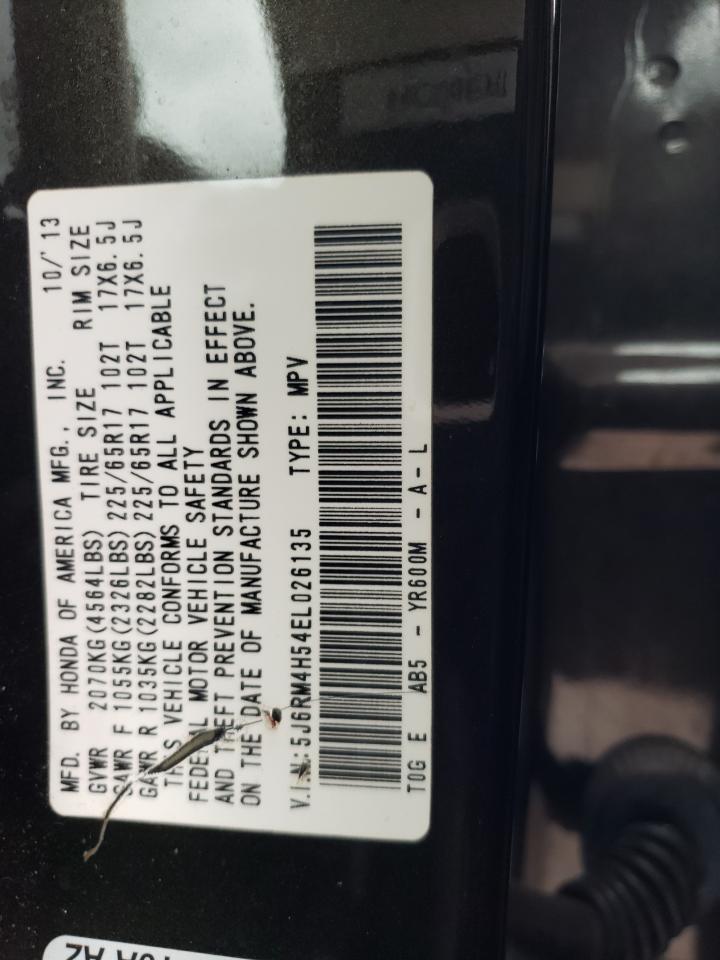 MFD. BY HONDA OF AMERICA MFG., INC. 10/'13
GVWR 2070KG(4564LBS) TIRE SIZE RIM SIZE
GAWR F 1055KG(2326LBS) 225/65R17 102T 17X6.5J
GAWR R 1035KG(2282LBS) 225/65R17 102T 17X6.5J
THIS VEHICLE CONFORMS TO ALL APPLICABLE
FEDERAL MOTOR VEHICLE SAFETY
AND THEFT PREVENTION STANDARDS IN EFFECT
ON THE DATE OF MANUFACTURE SHOWN ABOVE.
V.I.N:5J6RM4H54EL026135 TYPE: MPV
T0G E AB5 - YR600M - A - L